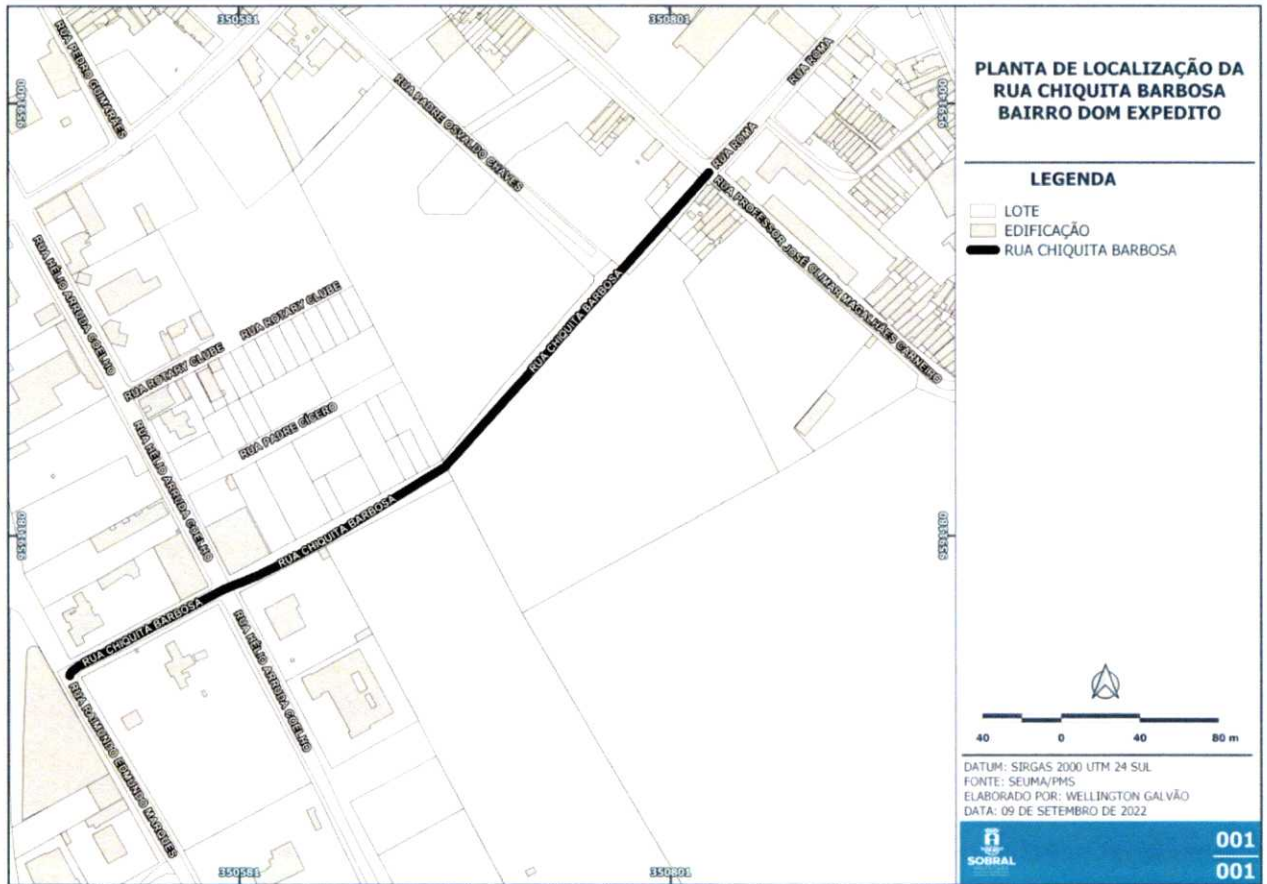 350581
350801
9591400
9591400
RUA PEDRO GUIMARÃES
RUA PADRE OSVALDO CHAVES
RUA ROMA
RUA ROMA
RUA PROFESSOR JOSÉ OLIMAR MAGALHÃES CARNEIRO
RUA HÉLIO ARRUDA COELHO
RUA ROTARY CLUBE
RUA ROTARY CLUBE
RUA CHIQUITA BARBOSA
RUA PADRE CÍCERO
RUA HÉLIO ARRUDA COELHO
RUA CHIQUITA BARBOSA
9591180
9591180
RUA CHIQUITA BARBOSA
RUA HÉLIO ARRUDA COELHO
RUA RAIMUNDO EDMUNDO MARQUES
350581
350801
PLANTA DE LOCALIZAÇÃO DA
RUA CHIQUITA BARBOSA
BAIRRO DOM EXPEDITO
LEGENDA
LOTE
EDIFICAÇÃO
RUA CHIQUITA BARBOSA
40 0 40 80 m
DATUM: SIRGAS 2000 UTM 24 SUL
FONTE: SEUMA/PMS
ELABORADO POR: WELLINGTON GALVÃO
DATA: 09 DE SETEMBRO DE 2022
SOBRAL
001
001